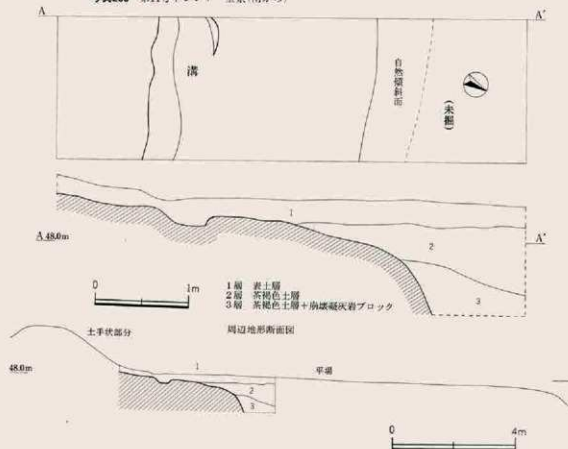 A A'
溝
自然傾斜面
(未掘)
1
A 48.0m A'
2
3
0 1m
1層 表土層
2層 茶褐色土層
3層 茶褐色土層+崩壊凝灰岩ブロック
土手状部分 周辺地形断面図
48.0m 1 平場
2
3
0 4m